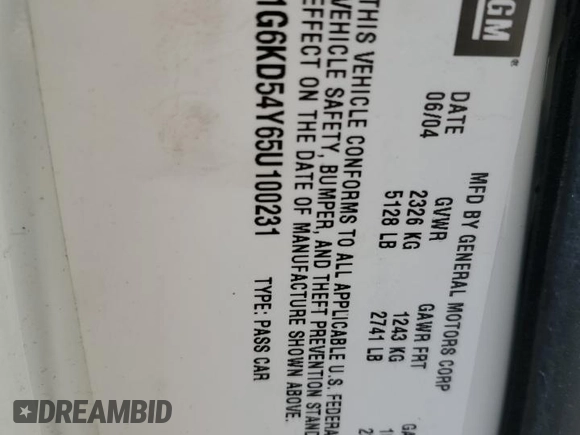 GM®
MFD BY GENERAL MOTORS CORP
DATE GVWR GAWR FRT
06/04 2326 KG 1243 KG
5128 LB 2741 LB
THIS VEHICLE CONFORMS TO ALL APPLICABLE U.S.
VEHICLE SAFETY, BUMPER, AND THEFT PREVENTION
EFFECT ON THE DATE OF MANUFACTURE SHOWN ABOVE.
1G6KD54Y65U100231 TYPE: PASS CAR
DREAMBID